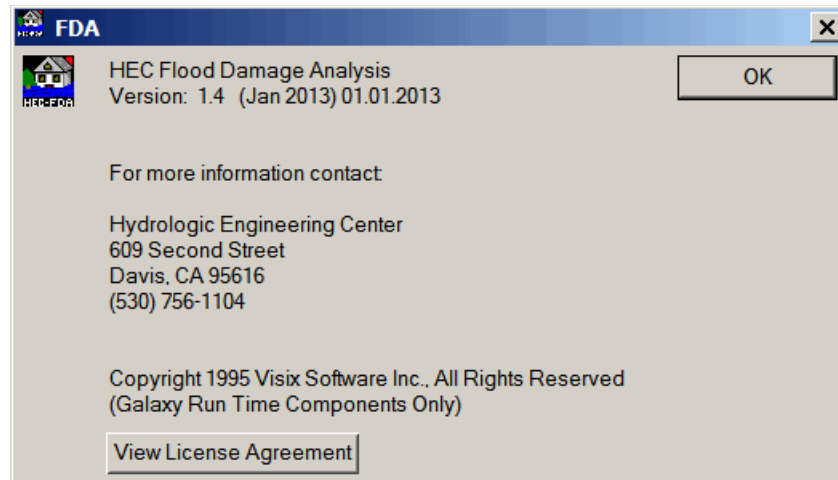 FDA
HEC Flood Damage Analysis
Version: 1.4 (Jan 2013) 01.01.2013
OK
HEC-FDA
For more information contact:
Hydrologic Engineering Center
609 Second Street
Davis, CA 95616
(530) 756-1104
Copyright 1995 Visix Software Inc., All Rights Reserved
(Galaxy Run Time Components Only)
View License Agreement